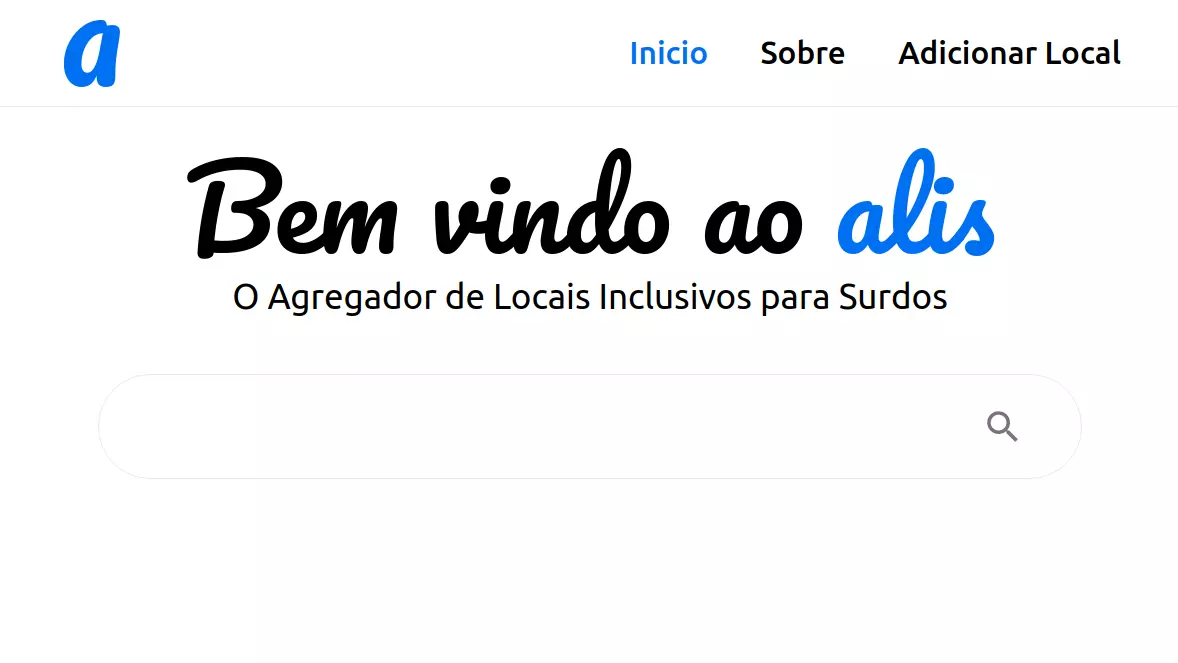 a
Inicio Sobre Adicionar Local
Bem vindo ao alis
O Agregador de Locais Inclusivos para Surdos